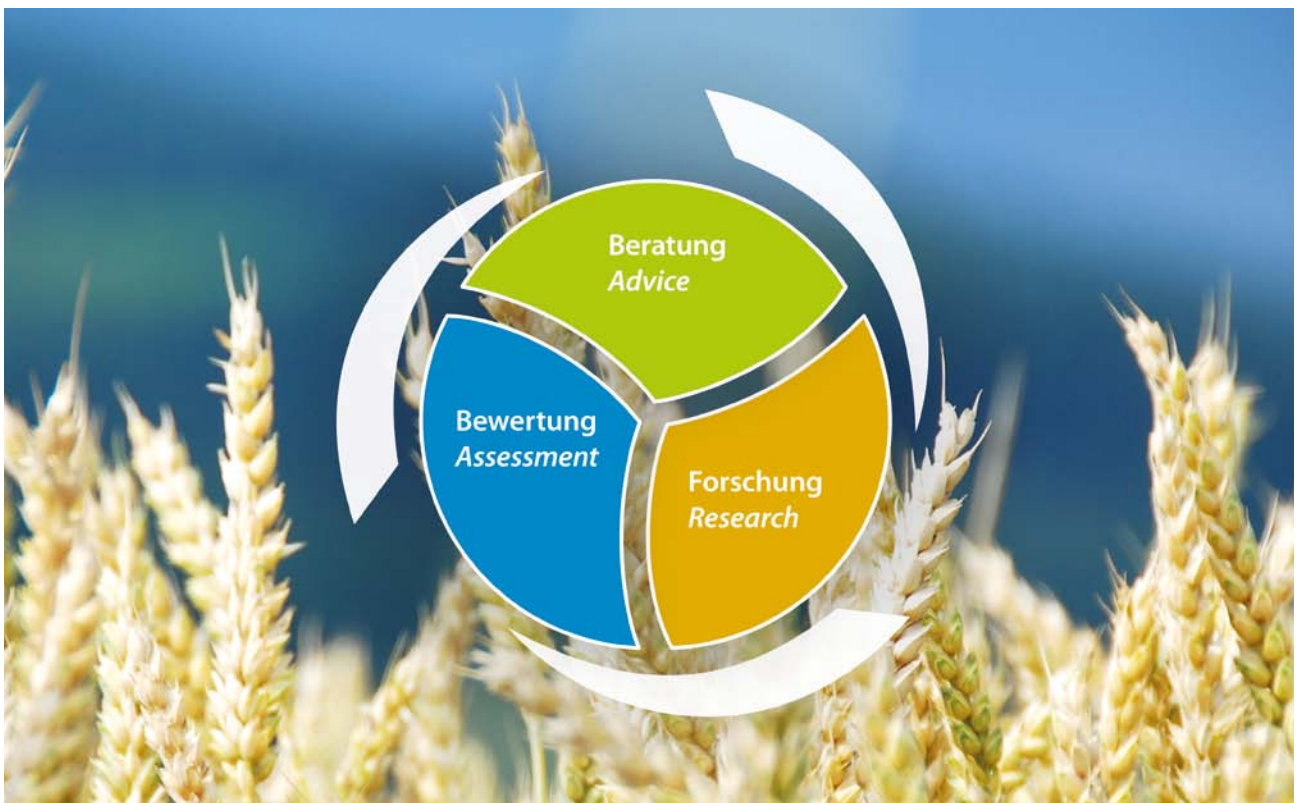 Beratung
Advice
Bewertung
Assessment
Forschung
Research